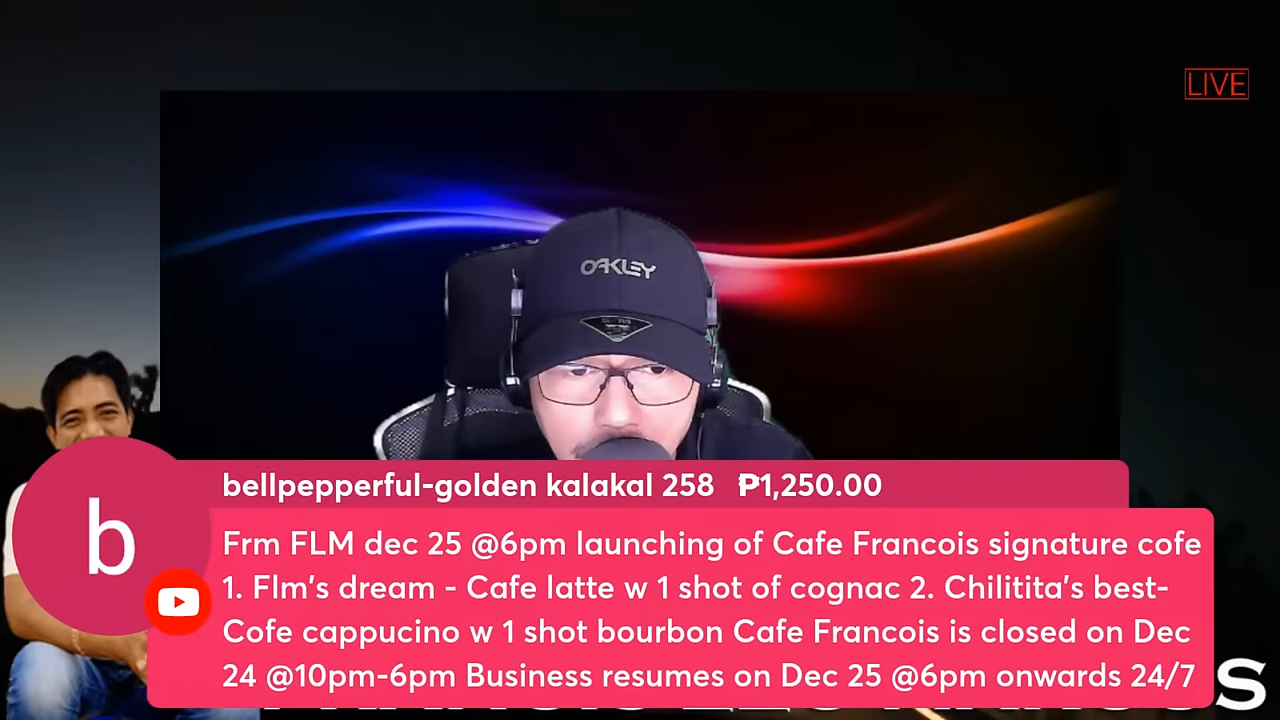 LIVE
OAKLEY
bellpepperful-golden kalakal 258 ₱1,250.00
b
Frm FLM dec 25 @6pm launching of Cafe Francois signature cofe
1. Flm's dream - Cafe latte w 1 shot of cognac 2. Chilitita's best-
Cofe cappucino w 1 shot bourbon Cafe Francois is closed on Dec
24 @10pm-6pm Business resumes on Dec 25 @6pm onwards 24/7